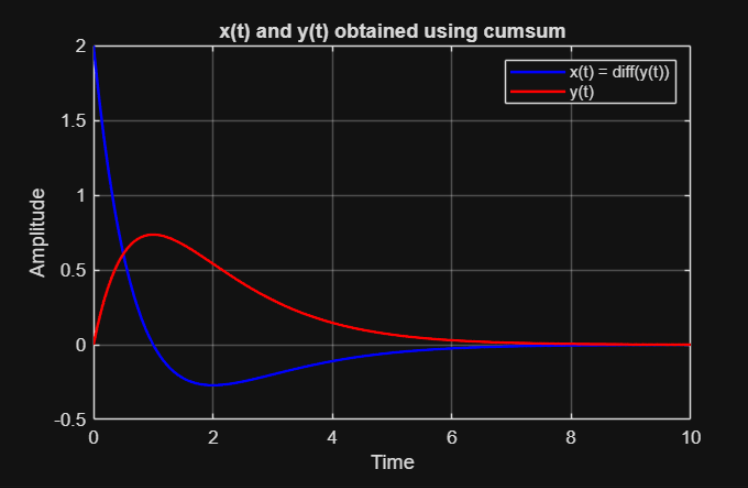 x(t) and y(t) obtained using cumsum
x(t) = diff(y(t))
y(t)
Amplitude
2
1.5
1
0.5
0
-0.5
0 2 4 6 8 10
Time